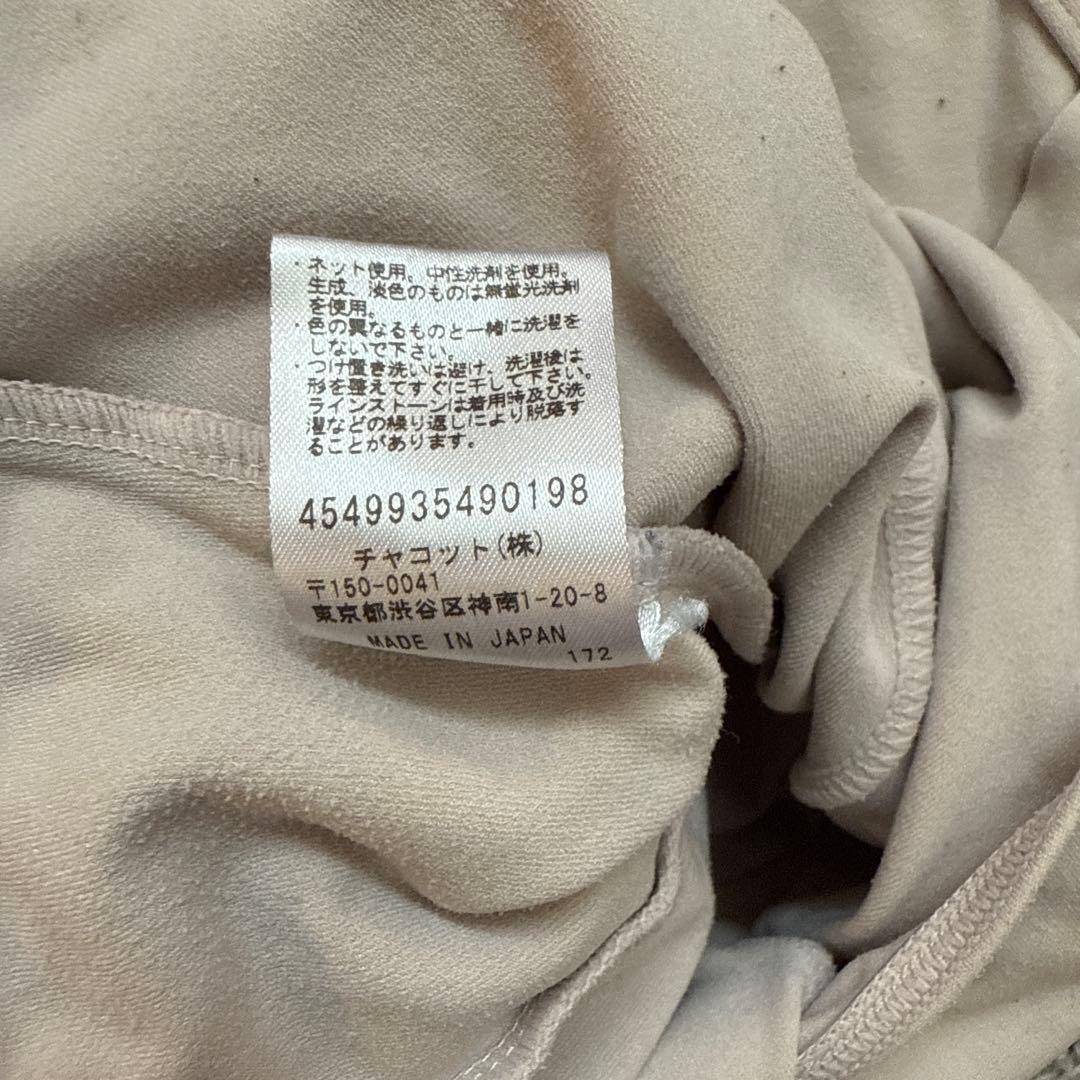 ・ネット使用。中性洗剤を使用。
生成、淡色のものは無蛍光洗剤
を使用。
・色の異なるものと一緒に洗濯を
しないで下さい。
・つけ置き洗いは避け、洗濯後は
形を整えてすぐに干して下さい。
ラインストーンは着用時及び洗
濯などの繰り返しにより脱落す
ることがあります。
4549935490198
チャコット(株)
〒150-0041
東京都渋谷区神南1-20-8
MADE IN JAPAN
172